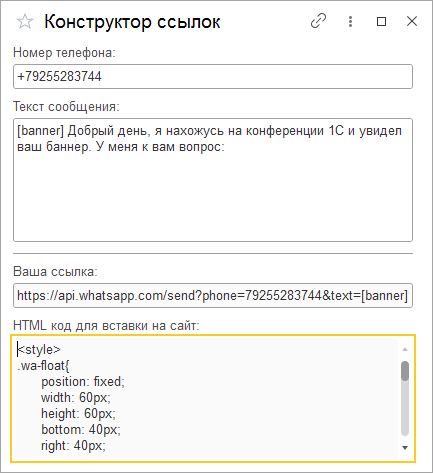 Конструктор ссылок
Номер телефона:
+79255283744
Текст сообщения:
[banner] Добрый день, я нахожусь на конференции 1С и увидел
ваш баннер. У меня к вам вопрос:
Ваша ссылка:
https://api.whatsapp.com/send?phone=79255283744&text=[banner]
HTML код для вставки на сайт:
<style>
.wa-float{
position: fixed;
width: 60px;
height: 60px;
bottom: 40px;
right: 40px;